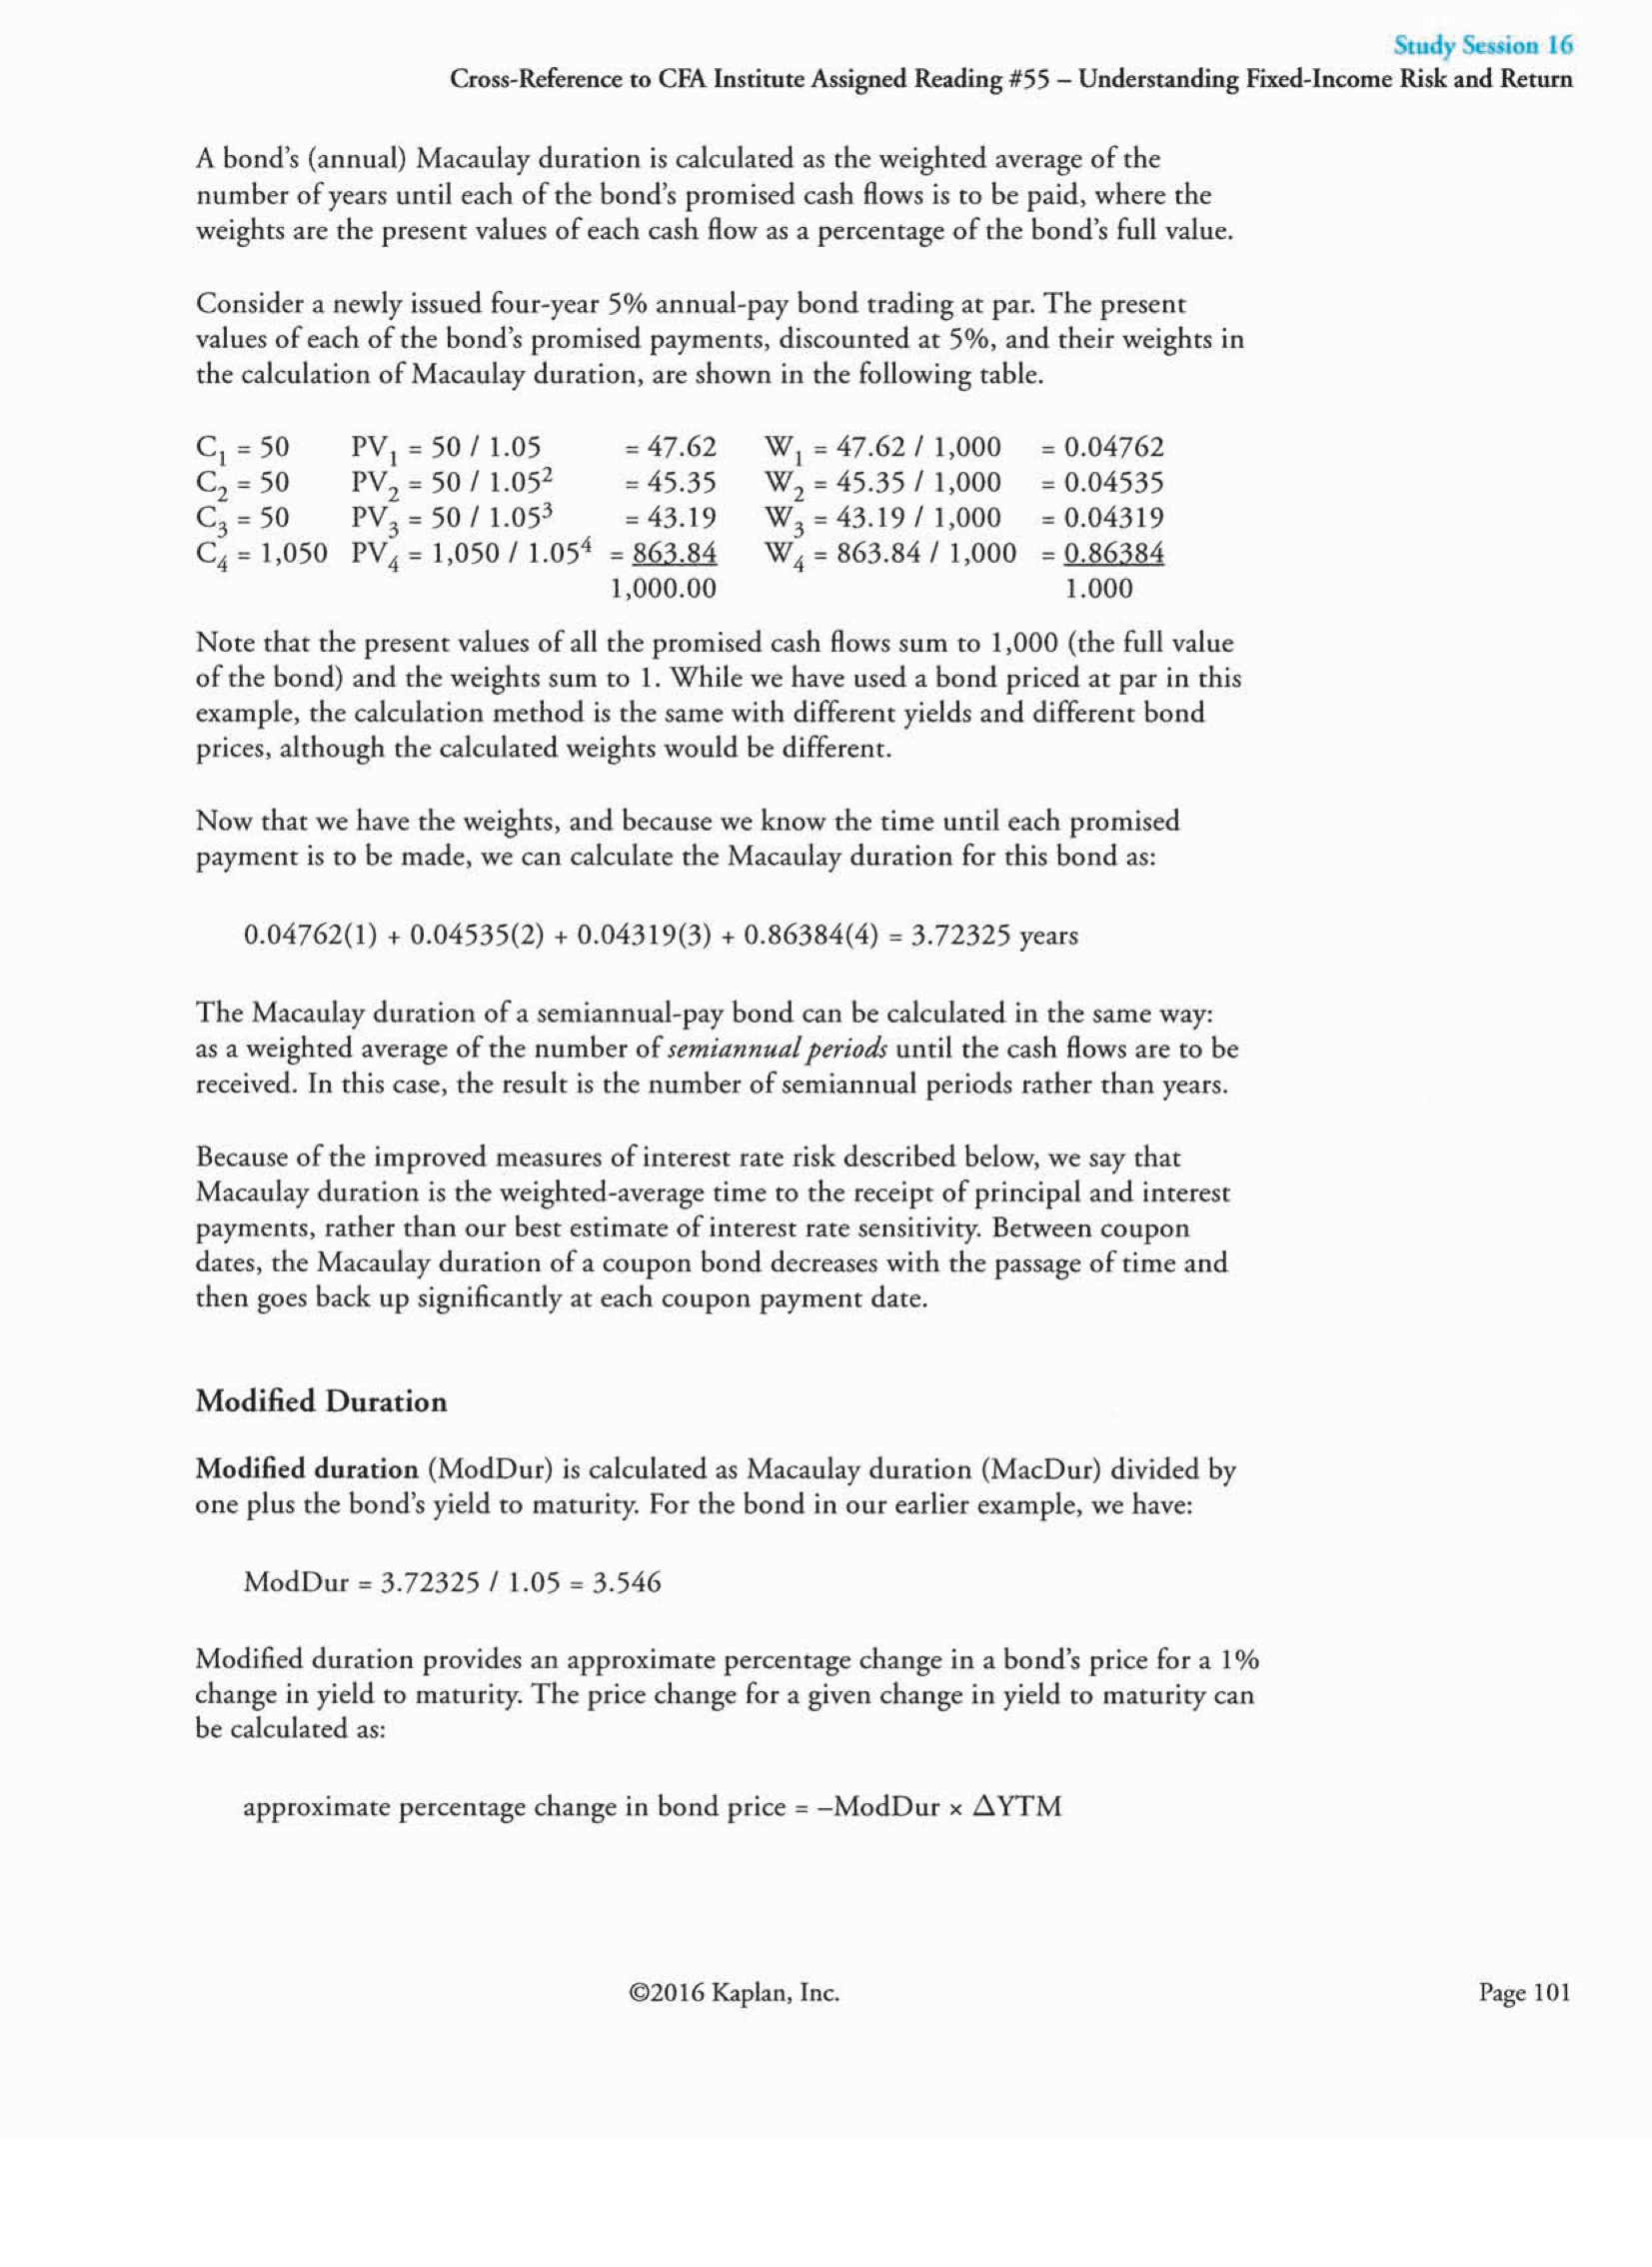 Study Session 16
Cross-Reference to CFA Institute Assigned Reading #55 – Understanding Fixed-Income Risk and Return
A bond's (annual) Macaulay duration is calculated as the weighted average of the
number of years until each of the bond's promised cash flows is to be paid, where the
weights are the present values of each cash flow as a percentage of the bond's full value.
Consider a newly issued four-year 5% annual-pay bond trading at par. The present
values of each of the bond's promised payments, discounted at 5%, and their weights in
the calculation of Macaulay duration, are shown in the following table.
C₁ = 50 PV₁ = 50 / 1.05 = 47.62 W₁ = 47.62 / 1,000 = 0.04762
C₂ = 50 PV₂ = 50 / 1.05² = 45.35 W₂ = 45.35 / 1,000 = 0.04535
C₃ = 50 PV₃ = 50 / 1.05³ = 43.19 W₃ = 43.19 / 1,000 = 0.04319
C₄ = 1,050 PV₄ = 1,050 / 1.05⁴ = 863.84 W₄ = 863.84 / 1,000 = 0.86384
1,000.00 1.000
Note that the present values of all the promised cash flows sum to 1,000 (the full value
of the bond) and the weights sum to 1. While we have used a bond priced at par in this
example, the calculation method is the same with different yields and different bond
prices, although the calculated weights would be different.
Now that we have the weights, and because we know the time until each promised
payment is to be made, we can calculate the Macaulay duration for this bond as:
0.04762(1) + 0.04535(2) + 0.04319(3) + 0.86384(4) = 3.72325 years
The Macaulay duration of a semiannual-pay bond can be calculated in the same way:
as a weighted average of the number of semiannual periods until the cash flows are to be
received. In this case, the result is the number of semiannual periods rather than years.
Because of the improved measures of interest rate risk described below, we say that
Macaulay duration is the weighted-average time to the receipt of principal and interest
payments, rather than our best estimate of interest rate sensitivity. Between coupon
dates, the Macaulay duration of a coupon bond decreases with the passage of time and
then goes back up significantly at each coupon payment date.
Modified Duration
Modified duration (ModDur) is calculated as Macaulay duration (MacDur) divided by
one plus the bond's yield to maturity. For the bond in our earlier example, we have:
ModDur = 3.72325 / 1.05 = 3.546
Modified duration provides an approximate percentage change in a bond's price for a 1%
change in yield to maturity. The price change for a given change in yield to maturity can
be calculated as:
approximate percentage change in bond price = –ModDur × ΔYTM
©2016 Kaplan, Inc.
Page 101